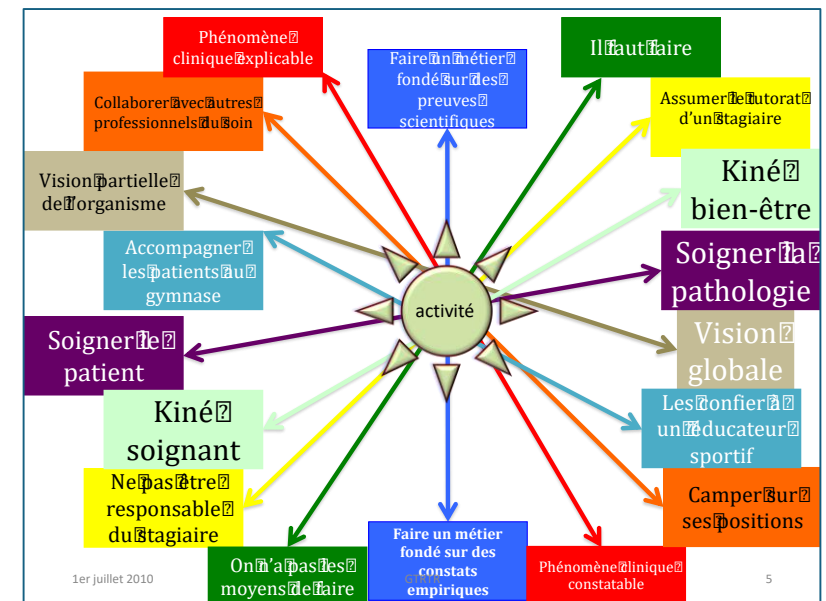 Phénomène
clinique explicable
Faire un métier
fondé sur des
preuves
scientifiques
Il faut faire
Collaborer avec autres
professionnels du soin
Assumer le tutorat
d'un stagiaire
Vision partielle
de l'organisme
Kiné
bien-être
Accompagner
les patients au
gymnase
Soigner la
pathologie
activité
Soigner le
patient
Vision
globale
Kiné
soignant
Les confier à
un éducateur
sportif
Ne pas être
responsable
du stagiaire
Camper sur
ses positions
On n'a pas les
moyens de faire
Faire un métier
fondé sur des
constats
empiriques
Phénomène clinique
constatable
1er juillet 2010
5